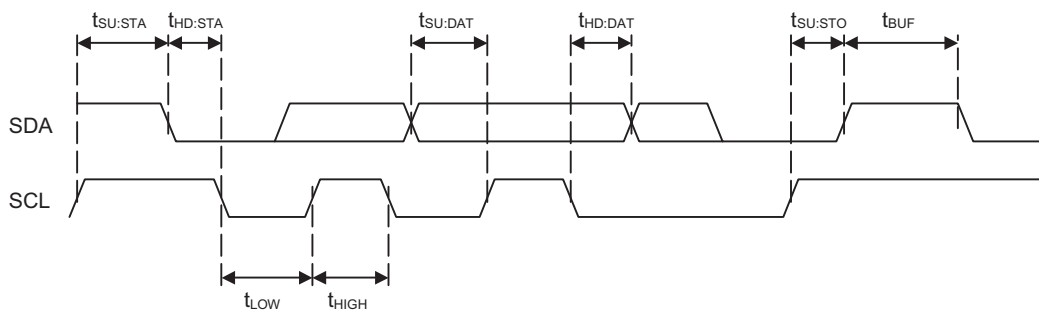 tSU:STA tHD:STA tSU:DAT tHD:DAT tSU:STO tBUF
SDA
SCL
tLOW tHIGH